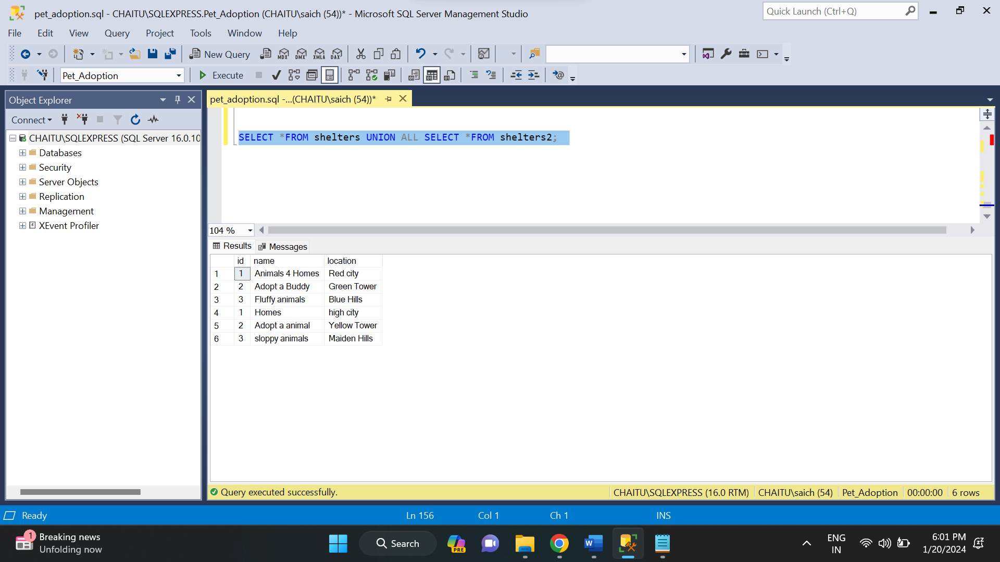 pet_adoption.sql - CHAITU\SQLEXPRESS.Pet_Adoption (CHAITU\saich (54))* - Microsoft SQL Server Management Studio
Quick Launch (Ctrl+Q)
File Edit View Query Project Tools Window Help
New Query MDX DMX XMLA DAX
Pet_Adoption Execute
Object Explorer
pet_adoption.sql -...(CHAITU\saich (54))*
Connect
CHAITU\SQLEXPRESS (SQL Server 16.0.10
Databases
Security
Server Objects
Replication
Management
XEvent Profiler
SELECT *FROM shelters UNION ALL SELECT *FROM shelters2;
104 %
Results Messages
id name location
1 1 Animals 4 Homes Red city
2 2 Adopt a Buddy Green Tower
3 3 Fluffy animals Blue Hills
4 1 Homes high city
5 2 Adopt a animal Yellow Tower
6 3 sloppy animals Maiden Hills
Query executed successfully. CHAITU\SQLEXPRESS (16.0 RTM) CHAITU\saich (54) Pet_Adoption 00:00:00 6 rows
Ready Ln 156 Col 1 Ch 1 INS
1
Breaking news
Unfolding now
Search
PRE
W
ENG
IN
6:01 PM
1/20/2024